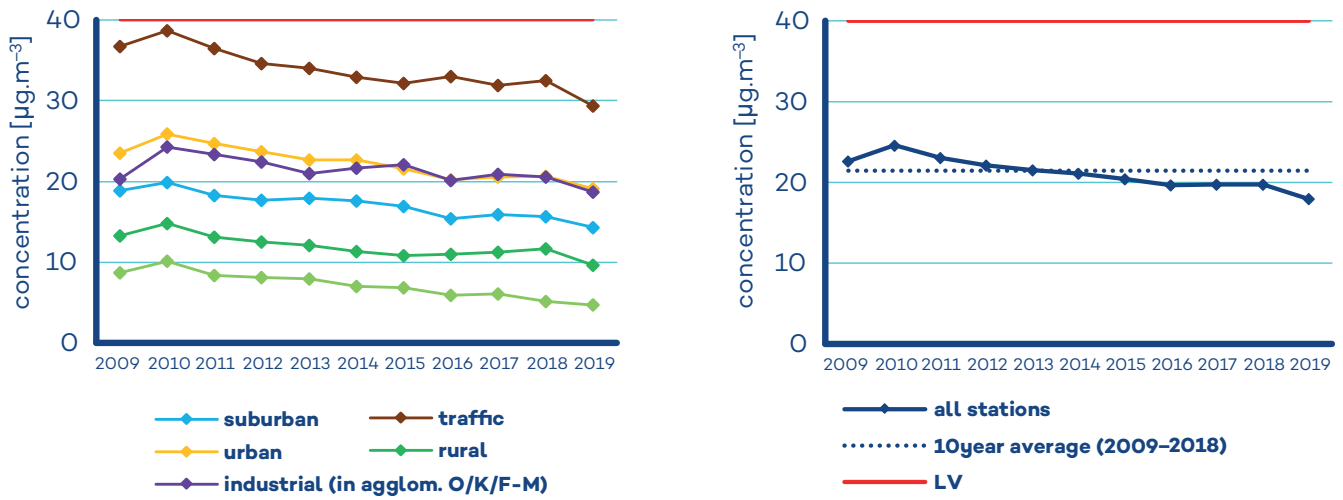 40
30
20
10
0
concentration [µg.m⁻³]
2009 2010 2011 2012 2013 2014 2015 2016 2017 2018 2019
suburban
traffic
urban
rural
industrial (in agglom. O/K/F-M)
40
30
20
10
0
concentration [µg.m⁻³]
2009 2010 2011 2012 2013 2014 2015 2016 2017 2018 2019
all stations
10year average (2009–2018)
LV